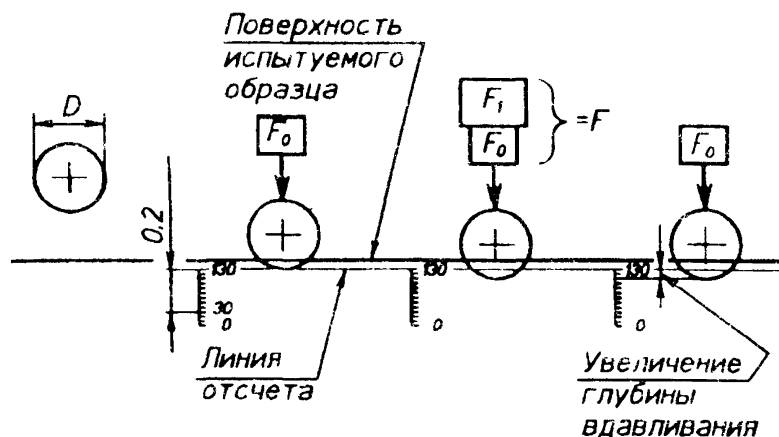 Поверхность
испытуемого
образца
D
F₀
F₁
F₀
} = F
F₀
0.2
130
130
130
30
0
0
0
Линия
отсчета
Увеличение
глубины
вдавливания